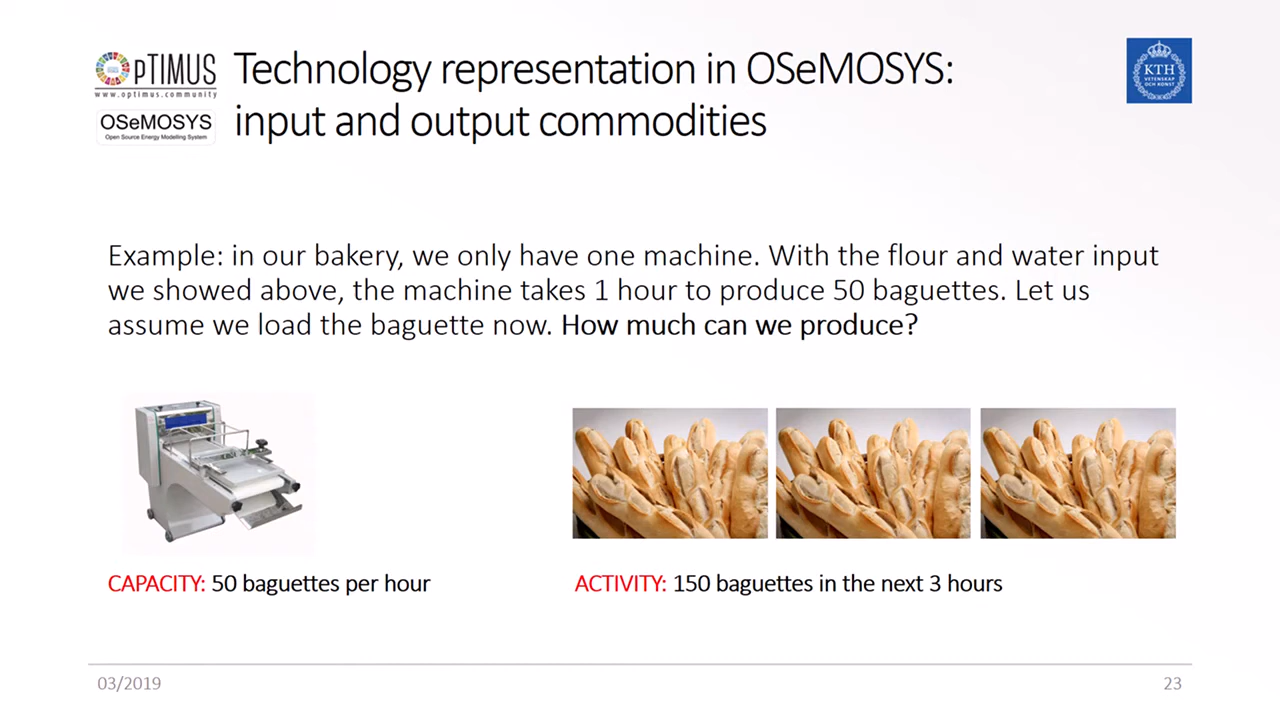 OPTIMUS
www.optimus.community
OSeMOSYS
Open Source Energy Modelling System
Technology representation in OSeMOSYS:
input and output commodities
KTH
VETENSKAP
OCH KONST
Example: in our bakery, we only have one machine. With the flour and water input
we showed above, the machine takes 1 hour to produce 50 baguettes. Let us
assume we load the baguette now. How much can we produce?
CAPACITY: 50 baguettes per hour
ACTIVITY: 150 baguettes in the next 3 hours
03/2019
23